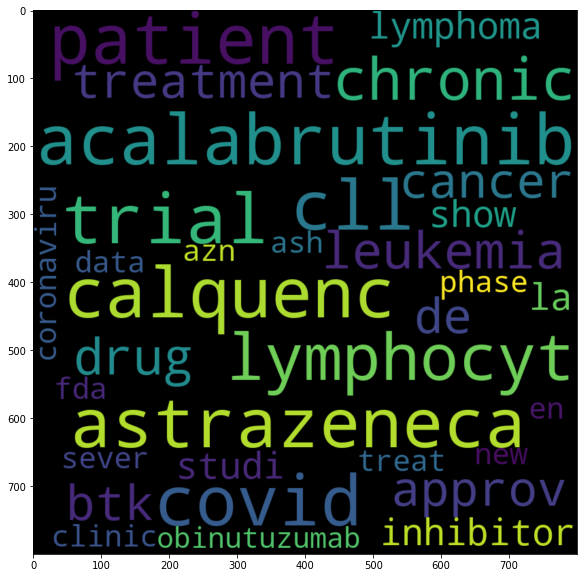 0
100
200
300
400
500
600
700
patient
lymphoma
treatment
chronic
acalabrutinib
cancer
trial
cll
show
coronaviru
azn
ash
leukemia
data
phase
calquenc
de
la
drug
lymphocyt
fda
astrazeneca
en
sever
studi
treat
new
btk
covid
approv
clinic
obinutuzumab
inhibitor
0 100 200 300 400 500 600 700